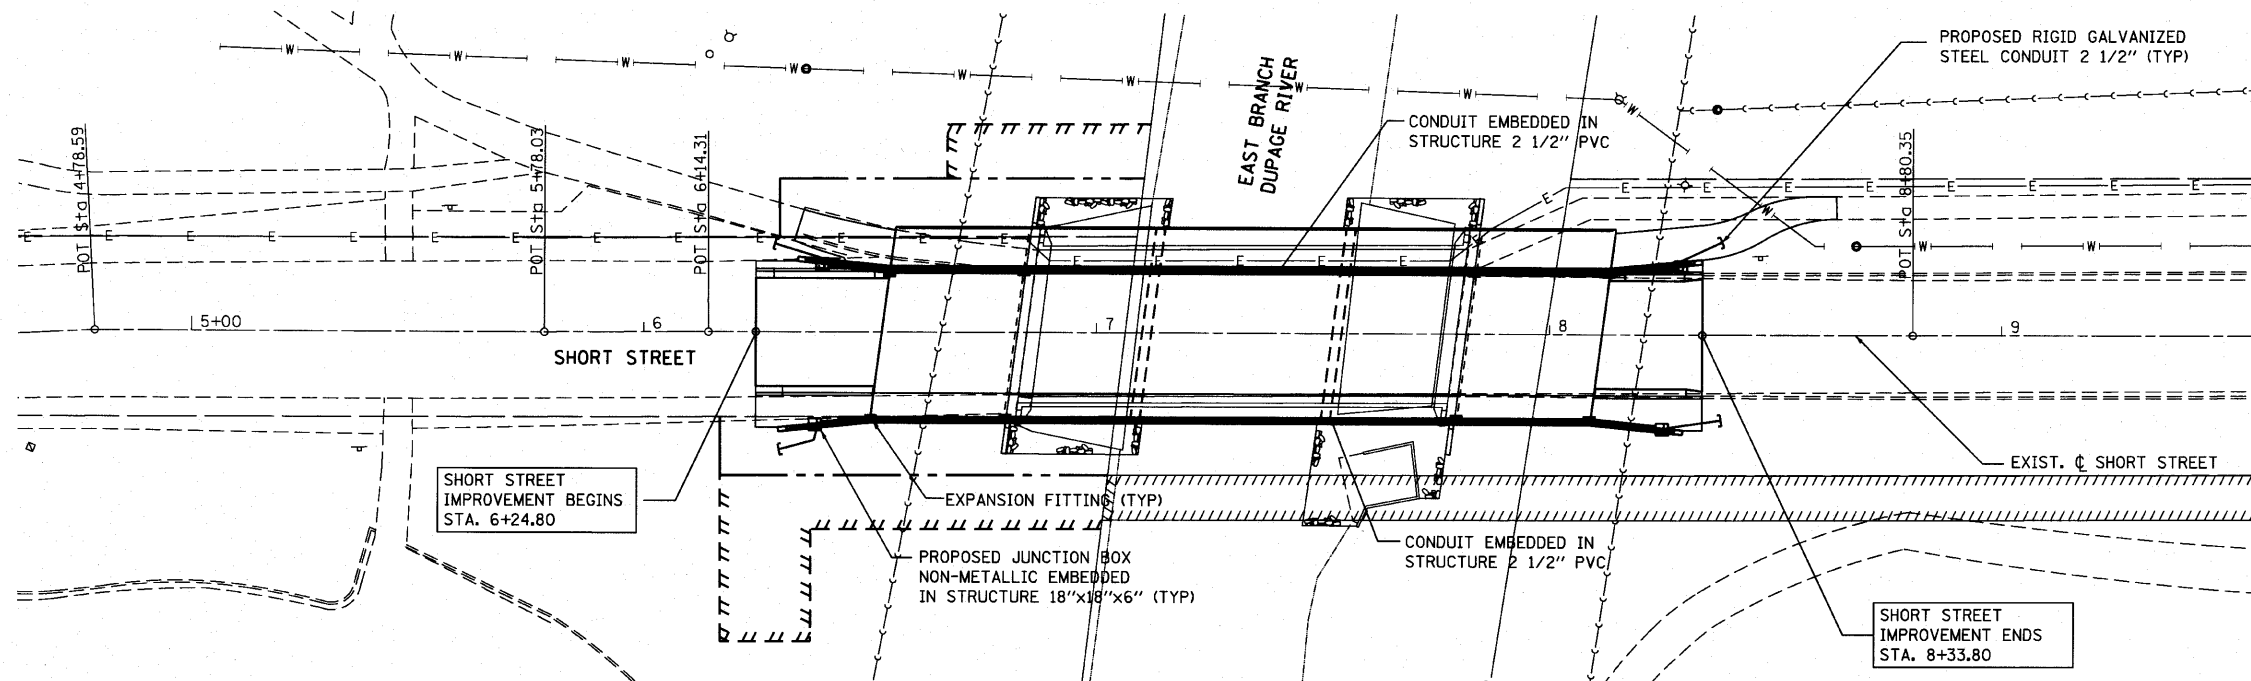 PROPOSED RIGID GALVANIZED
STEEL CONDUIT 2 1/2" (TYP)
W W W W W W W W W
EAST BRANCH
DUPAGE RIVER
CONDUIT EMBEDDED IN
STRUCTURE 2 1/2" PVC
POT Sta 4+78.59
POT Sta 5+78.03
POT Sta 6+14.31
POT Sta 8+80.35
E E E E E E E E E
W W W W
E E E E E E E E E E
E E E E E
5+00
6
7
8
9
SHORT STREET
SHORT STREET
IMPROVEMENT BEGINS
STA. 6+24.80
EXPANSION FITTING (TYP)
EXIST. ℄ SHORT STREET
PROPOSED JUNCTION BOX
NON-METALLIC EMBEDDED
IN STRUCTURE 18"x18"x6" (TYP)
CONDUIT EMBEDDED IN
STRUCTURE 2 1/2" PVC
SHORT STREET
IMPROVEMENT ENDS
STA. 8+33.80